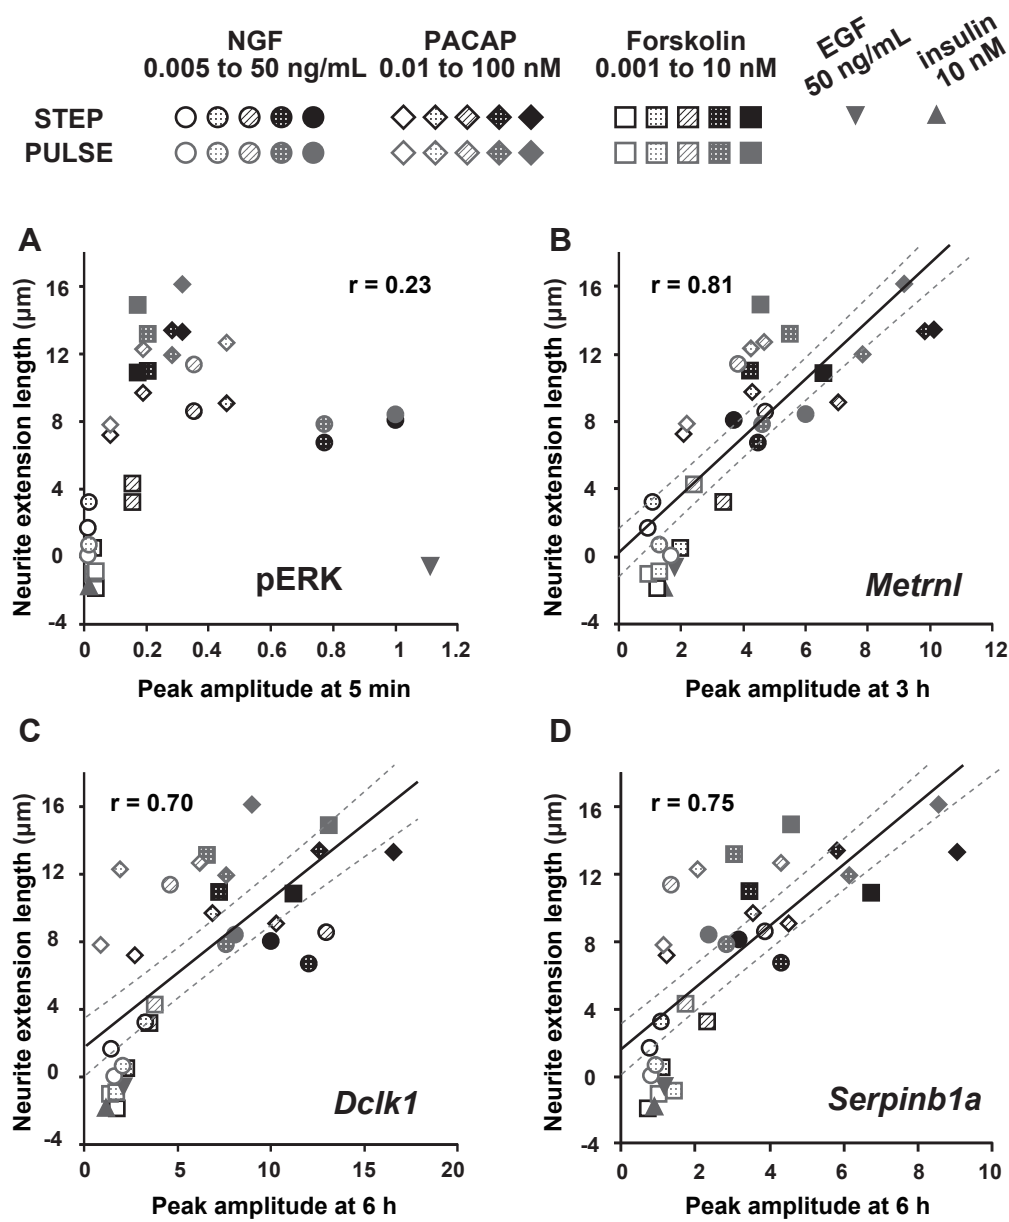 NGF
0.005 to 50 ng/mL
PACAP
0.01 to 100 nM
Forskolin
0.001 to 10 nM
EGF
50 ng/mL
insulin
10 nM
STEP
PULSE
A
Neurite extension length (μm)
16
12
8
4
0
-4
r = 0.23
pERK
0 0.2 0.4 0.6 0.8 1 1.2
Peak amplitude at 5 min
B
Neurite extension length (μm)
16
12
8
4
0
-4
r = 0.81
Metrnl
0 2 4 6 8 10 12
Peak amplitude at 3 h
C
Neurite extension length (μm)
16
12
8
4
0
-4
r = 0.70
Dclk1
0 5 10 15 20
Peak amplitude at 6 h
D
Neurite extension length (μm)
16
12
8
4
0
-4
r = 0.75
Serpinb1a
0 2 4 6 8 10
Peak amplitude at 6 h